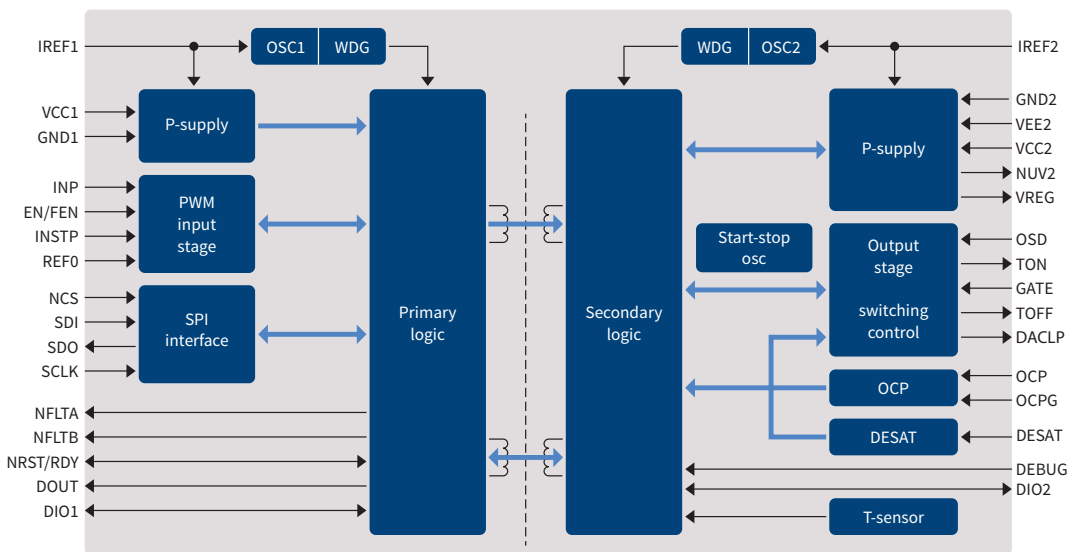 IREF1
OSC1
WDG
WDG
OSC2
IREF2
VCC1
GND1
P-supply
INP
EN/FEN
INSTP
REF0
PWM
input
stage
NCS
SDI
SDO
SCLK
SPI
interface
NFLTA
NFLTB
NRST/RDY
DOUT
DIO1
Primary
logic
Secondary
logic
Start-stop
osc
P-supply
GND2
VEE2
VCC2
NUV2
VREG
Output
stage
switching
control
OSD
TON
GATE
TOFF
DACLP
OCP
OCP
OCPG
DESAT
DESAT
DEBUG
DIO2
T-sensor